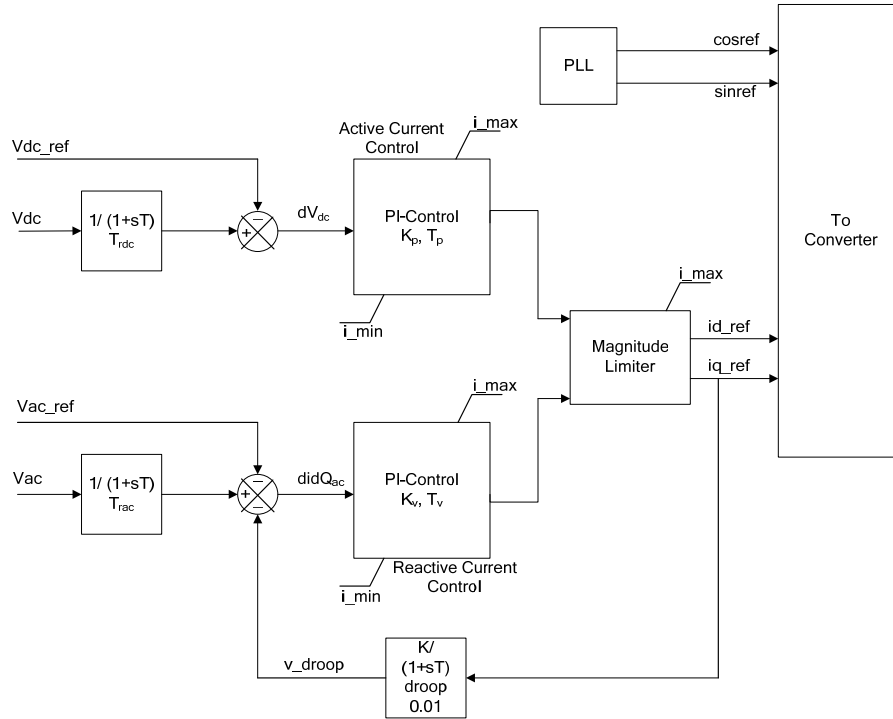 cosref
PLL
sinref
To
Converter
Active Current
Control
i_max
Vdc_ref
Vdc
1/ (1+sT)
Trdc
−
+
dVdc
PI-Control
Kp, Tp
i_min
i_max
Magnitude
Limiter
id_ref
iq_ref
i_max
Vac_ref
Vac
1/ (1+sT)
Trac
−
+
−
didQac
PI-Control
Kv, Tv
i_min
Reactive Current
Control
v_droop
K/
(1+sT)
droop
0.01